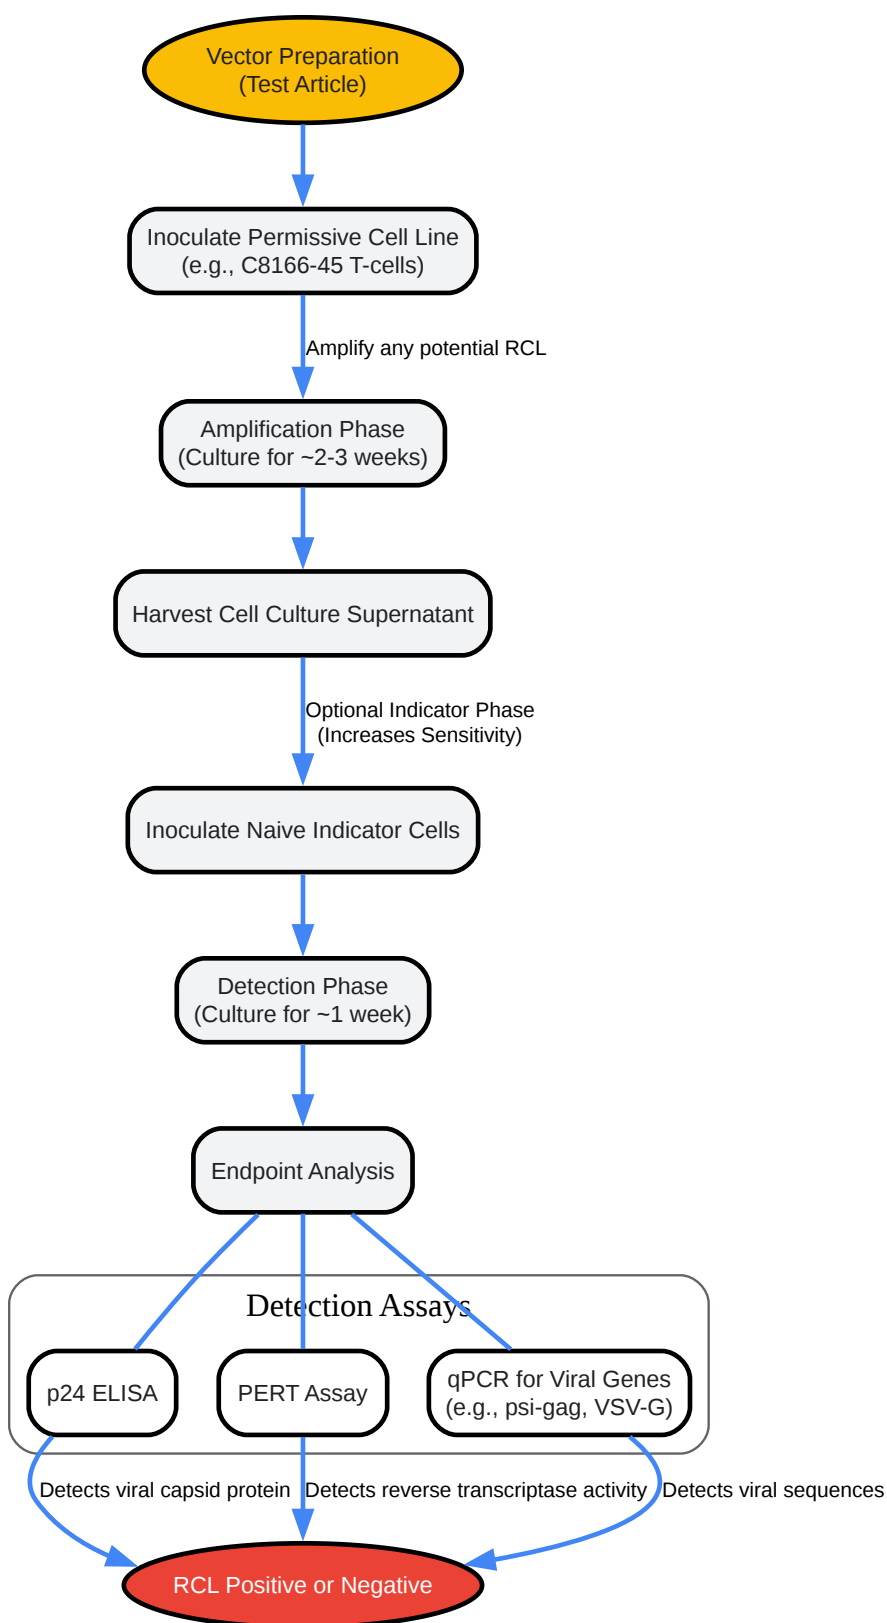 Vector Preparation
(Test Article)
Inoculate Permissive Cell Line
(e.g., C8166-45 T-cells)
Amplify any potential RCL
Amplification Phase
(Culture for ~2-3 weeks)
Harvest Cell Culture Supernatant
Optional Indicator Phase
(Increases Sensitivity)
Inoculate Naive Indicator Cells
Detection Phase
(Culture for ~1 week)
Endpoint Analysis
Detection Assays
p24 ELISA
PERT Assay
qPCR for Viral Genes
(e.g., psi-gag, VSV-G)
Detects viral capsid protein
Detects reverse transcriptase activity
Detects viral sequences
RCL Positive or Negative